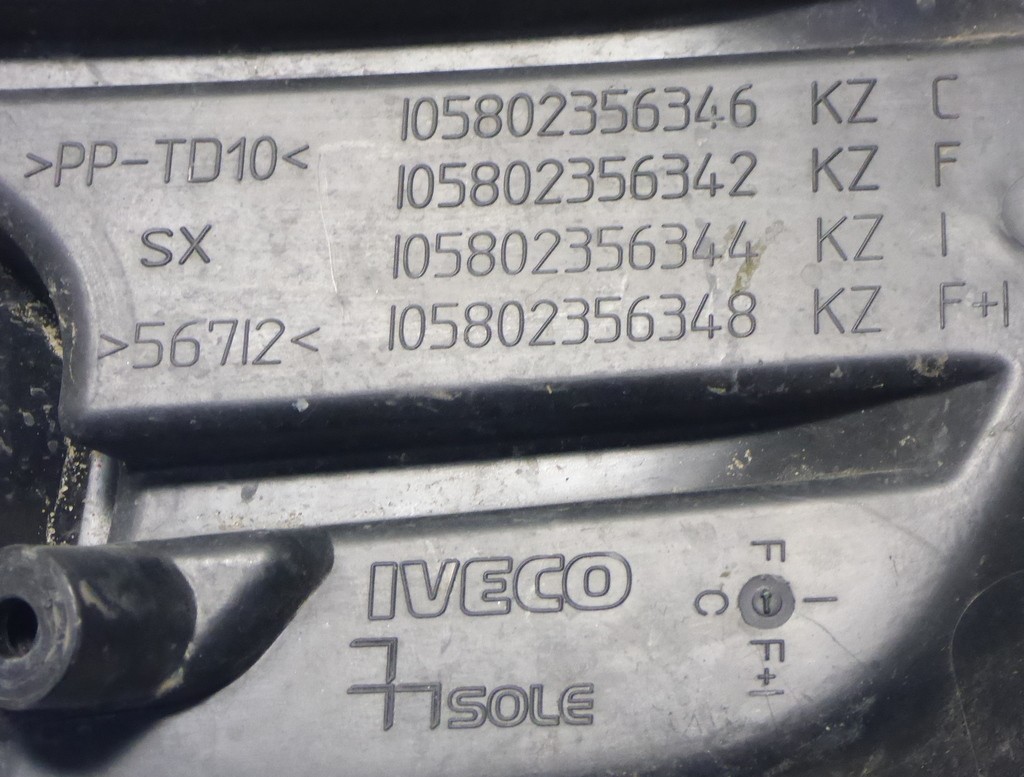 >PP-TD10<
SX
>56712<
105802356346 KZ C
105802356342 KZ F
105802356344 KZ I
105802356348 KZ F+I
IVECO
SOLE
F
C I
F+I